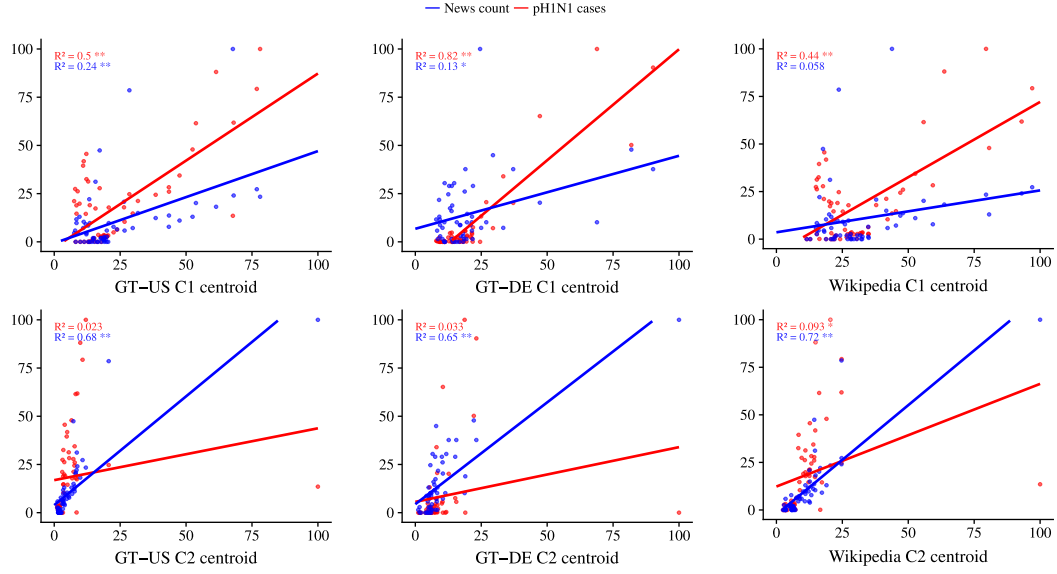 News count pH1N1 cases
R² = 0.5 **
R² = 0.24 **
100
75
50
25
0
0 25 50 75 100
GT−US C1 centroid
R² = 0.82 **
R² = 0.13 *
100
75
50
25
0
0 25 50 75 100
GT−DE C1 centroid
R² = 0.44 **
R² = 0.058
100
75
50
25
0
0 25 50 75 100
Wikipedia C1 centroid
R² = 0.023
R² = 0.68 **
100
75
50
25
0
0 25 50 75 100
GT−US C2 centroid
R² = 0.033
R² = 0.65 **
100
75
50
25
0
0 25 50 75 100
GT−DE C2 centroid
R² = 0.093 *
R² = 0.72 **
100
75
50
25
0
0 25 50 75 100
Wikipedia C2 centroid